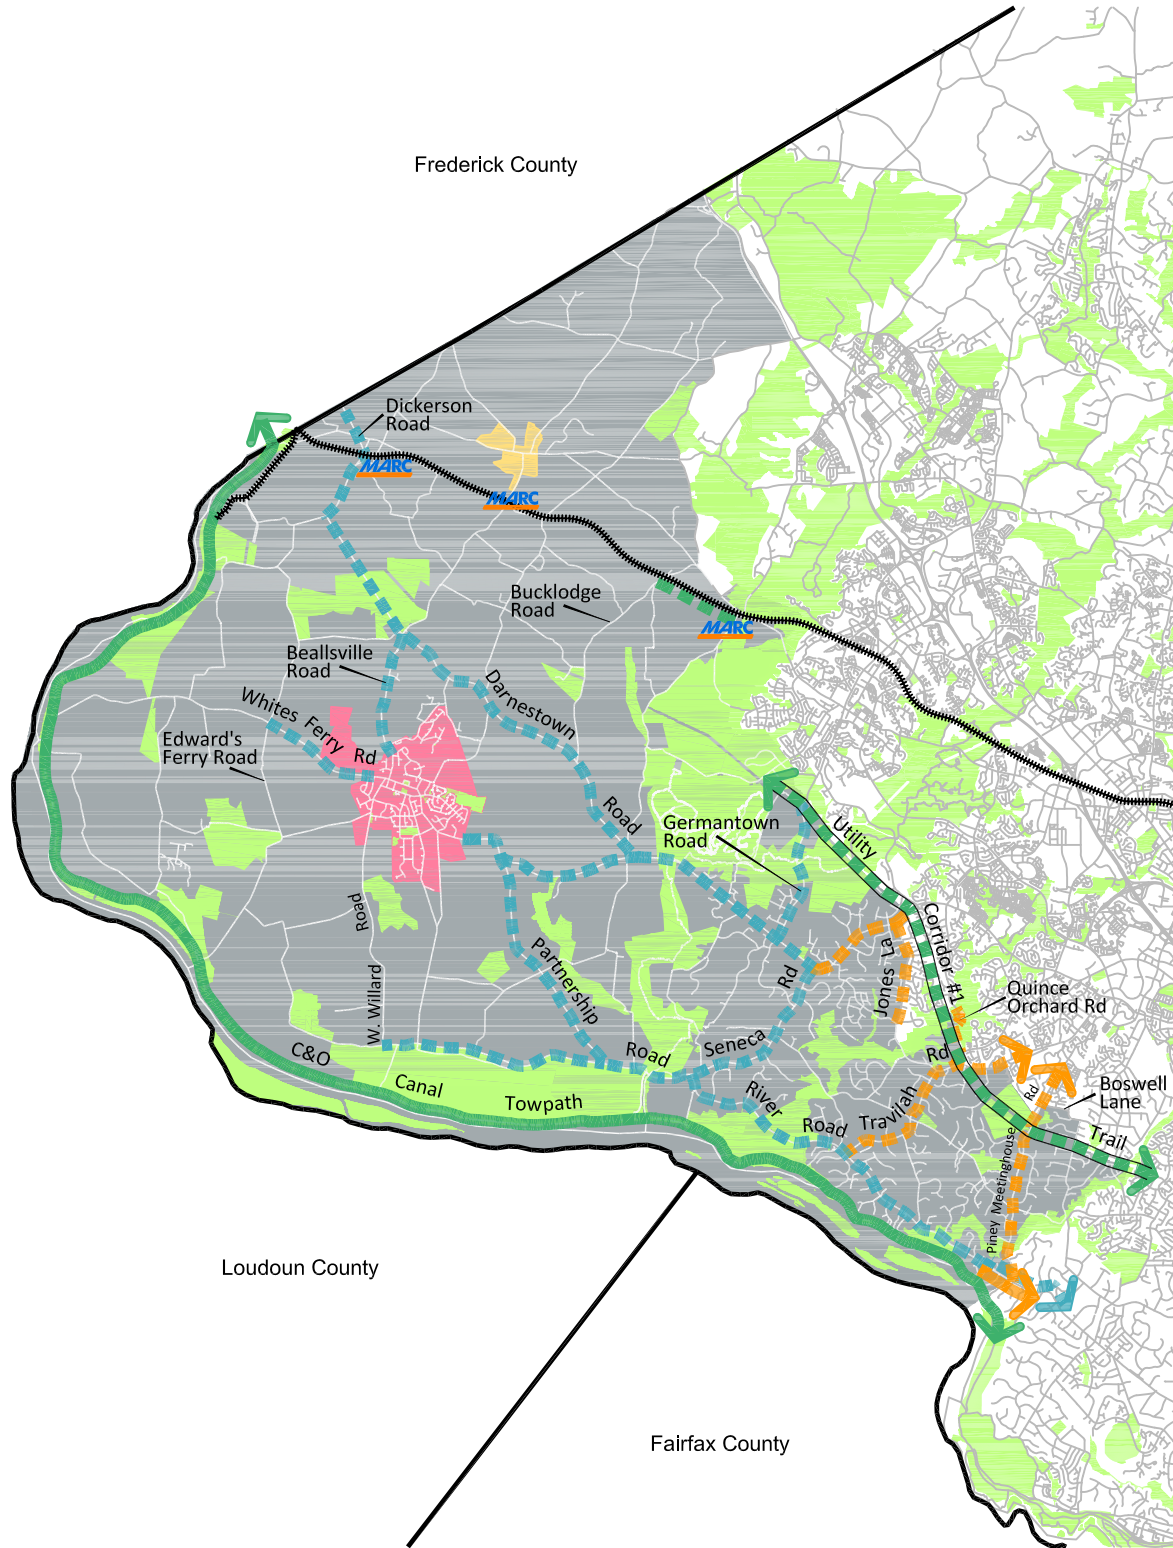 Frederick County
Dickerson
Road
MARC
MARC
Bucklodge
Road
MARC
Beallsville
Road
Whites Ferry Rd
Darnestown
Road
Edward's
Ferry Road
Germantown
Road
Utility
Corridor #1
Trail
W. Willard
Road
Partnership
Road
Rd
Seneca
Jones La
Quince
Orchard Rd
Rd
Travilah
Boswell
Lane
Rd
Piney Meetinghouse
River
Road
C&O
Canal
Towpath
Loudoun County
Fairfax County